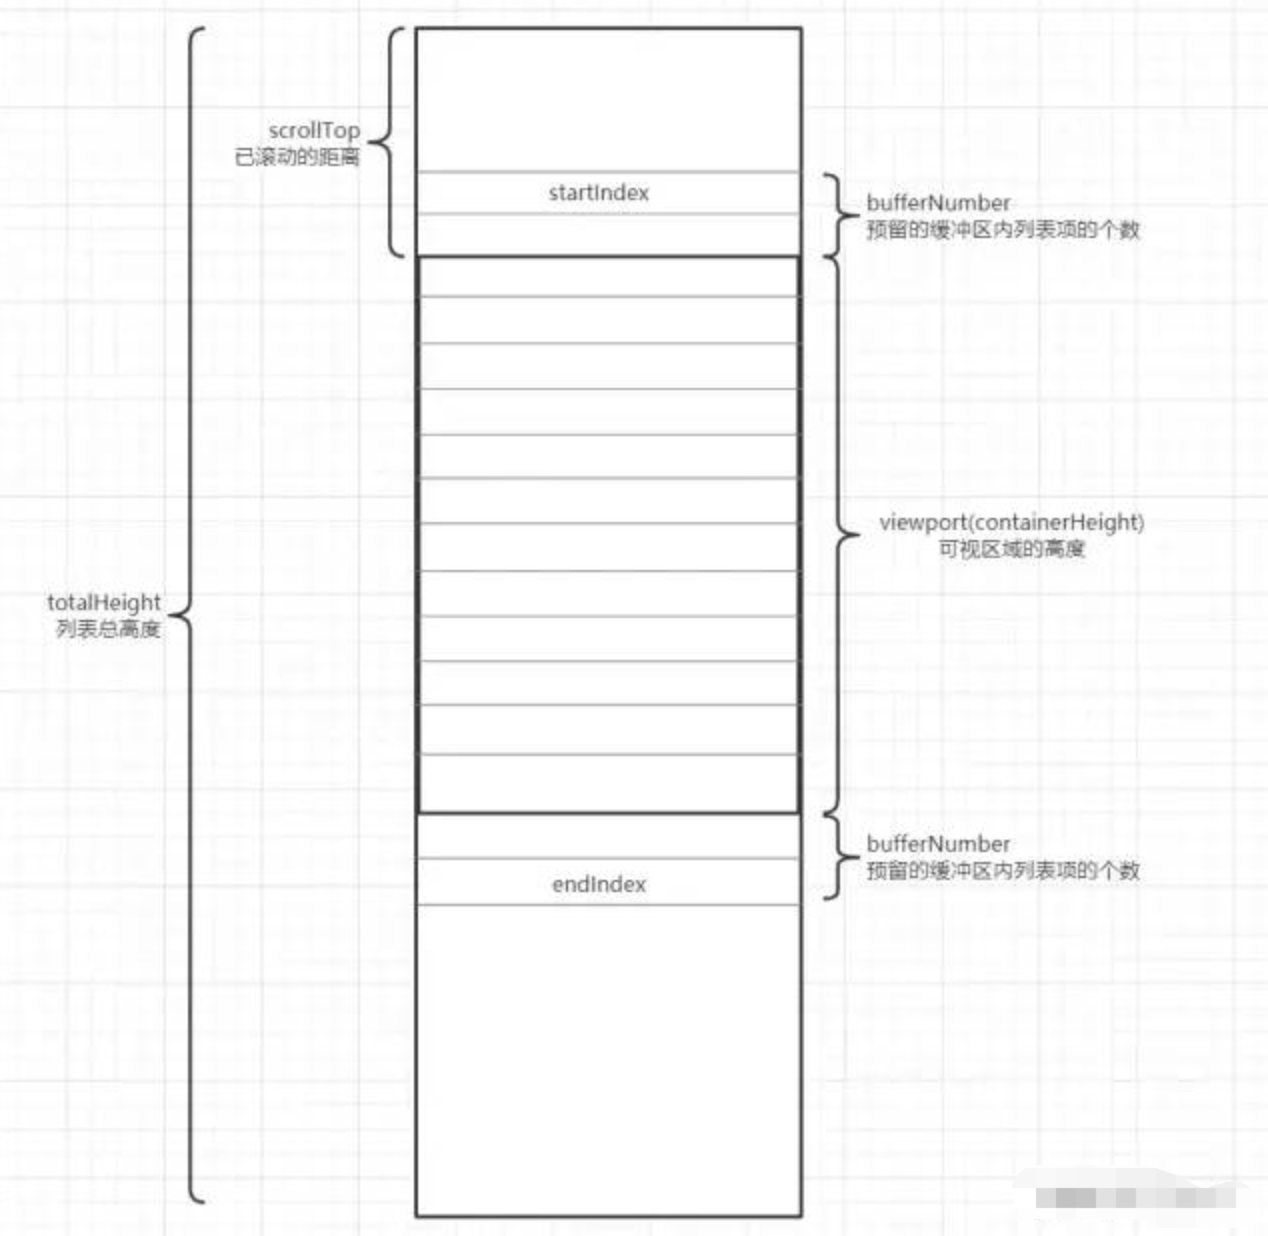 scrollTop
已滚动的距离
startIndex
bufferNumber
预留的缓冲区内列表项的个数
viewport(containerHeight)
可视区域的高度
totalHeight
列表总高度
bufferNumber
预留的缓冲区内列表项的个数
endIndex